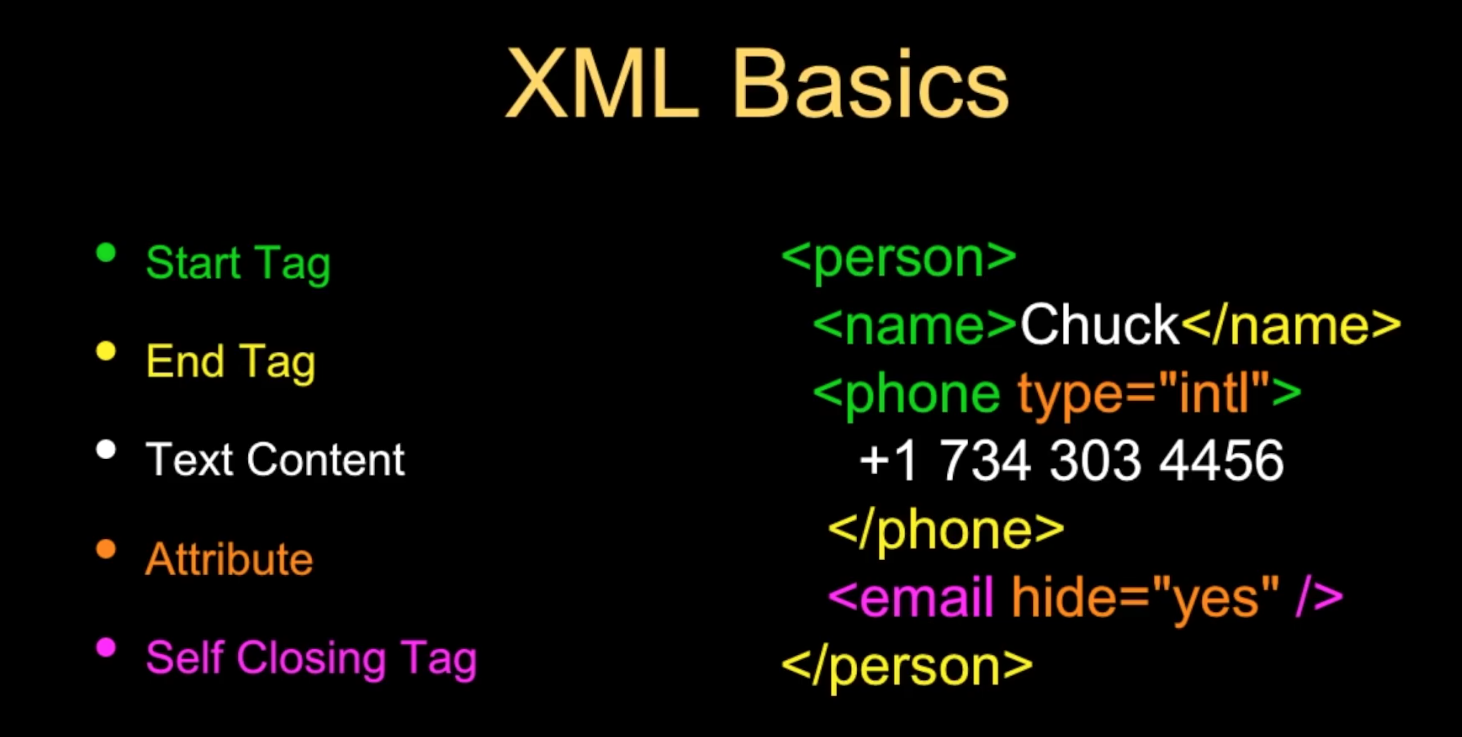 XML Basics
Start Tag
End Tag
Text Content
Attribute
Self Closing Tag
<person>
<name>Chuck</name>
<phone type="intl">
+1 734 303 4456
</phone>
<email hide="yes" />
</person>